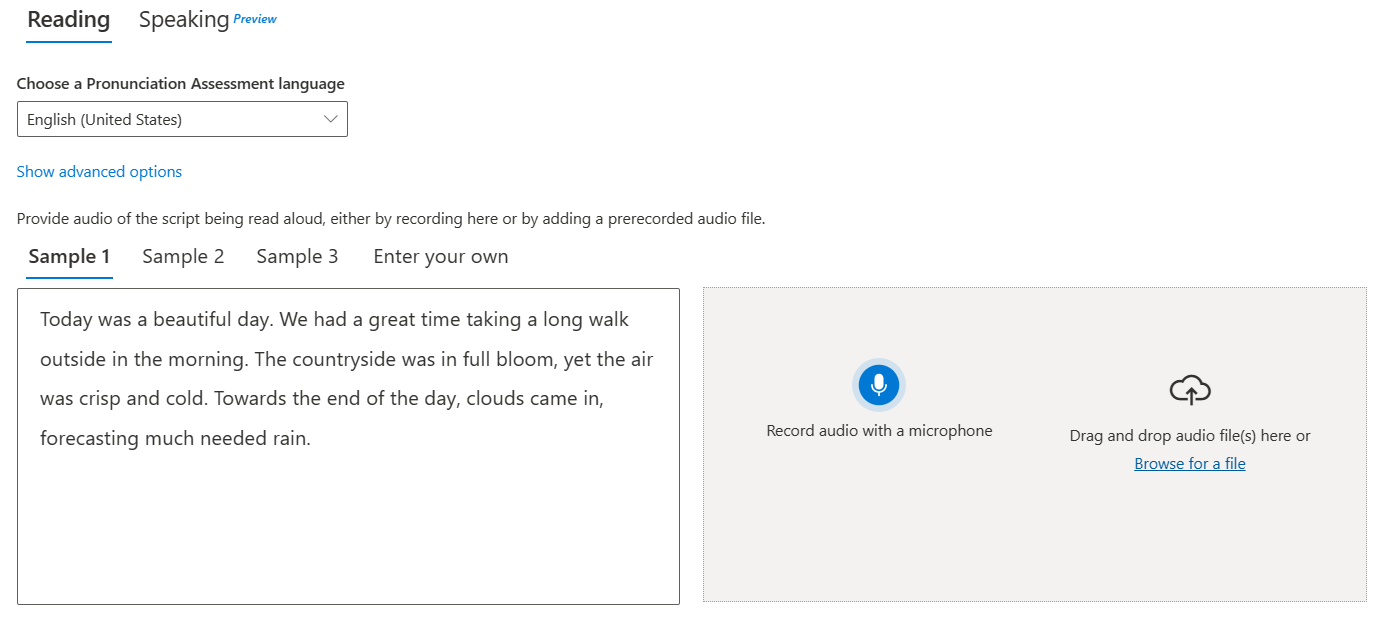 Reading Speaking Preview
Choose a Pronunciation Assessment language
English (United States)
Show advanced options
Provide audio of the script being read aloud, either by recording here or by adding a prerecorded audio file.
Sample 1 Sample 2 Sample 3 Enter your own
Today was a beautiful day. We had a great time taking a long walk
outside in the morning. The countryside was in full bloom, yet the air
was crisp and cold. Towards the end of the day, clouds came in,
forecasting much needed rain.
Record audio with a microphone
Drag and drop audio file(s) here or
Browse for a file